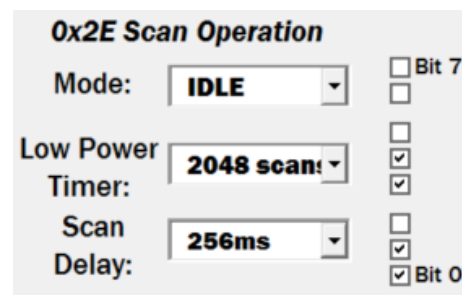 0x2E Scan Operation
Mode: IDLE Bit 7
Low Power Timer: 2048 scans
Scan Delay: 256ms Bit 0